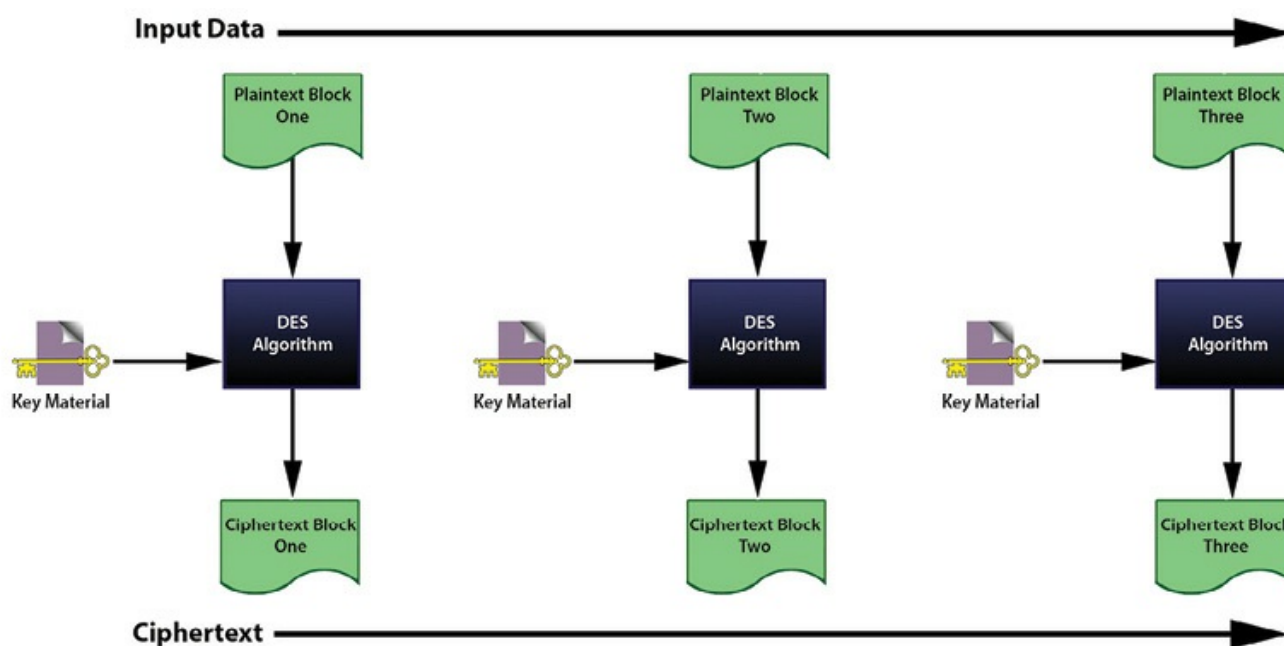 Input Data
Plaintext Block
One
Plaintext Block
Two
Plaintext Block
Three
DES
Algorithm
DES
Algorithm
DES
Algorithm
Key Material
Key Material
Key Material
Ciphertext Block
One
Ciphertext Block
Two
Ciphertext Block
Three
Ciphertext